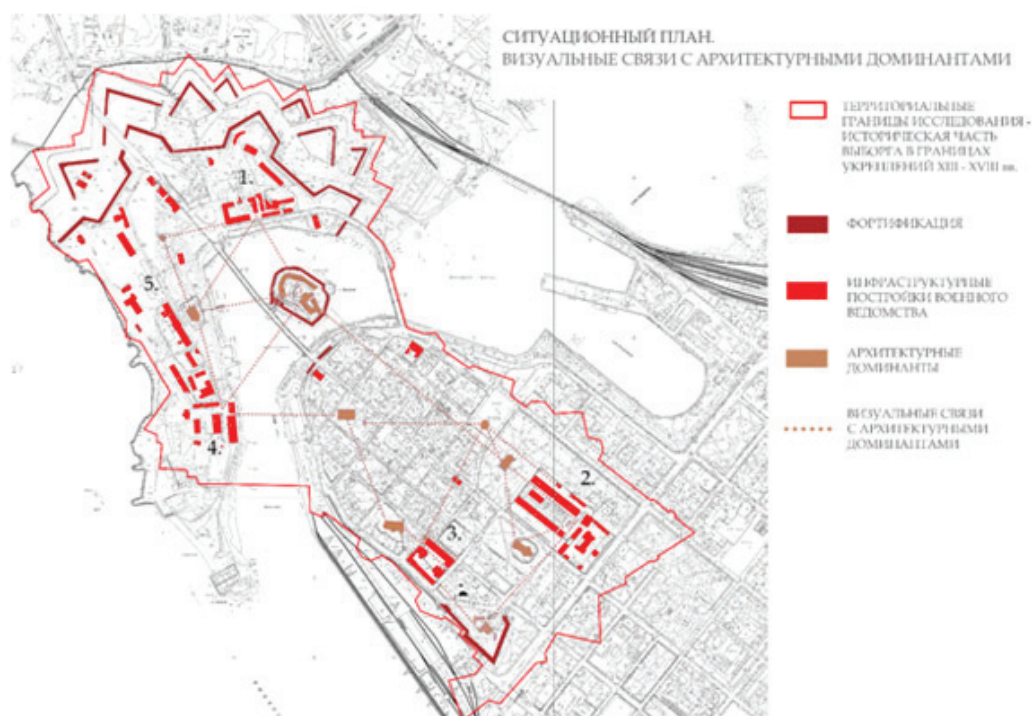 СИТУАЦИОННЫЙ ПЛАН.
ВИЗУАЛЬНЫЕ СВЯЗИ С АРХИТЕКТУРНЫМИ ДОМИНАНТАМИ
ТЕРРИТОРИАЛЬНЫЕ
ГРАНИЦЫ ИССЛЕДОВАНИЯ -
ИСТОРИЧЕСКАЯ ЧАСТЬ
ВЫБОРГА В ГРАНИЦАХ
УКРЕПЛЕНИЙ XIII - XVIII вв.
ФОРТИФИКАЦИЯ
ИНФРАСТРУКТУРНЫЕ
ПОСТРОЙКИ ВОЕННОГО
ВЕДОМСТВА
АРХИТЕКТУРНЫЕ
ДОМИНАНТЫ
ВИЗУАЛЬНЫЕ СВЯЗИ
С АРХИТЕКТУРНЫМИ
ДОМИНАНТАМИ
1.
5.
4.
2.
3.